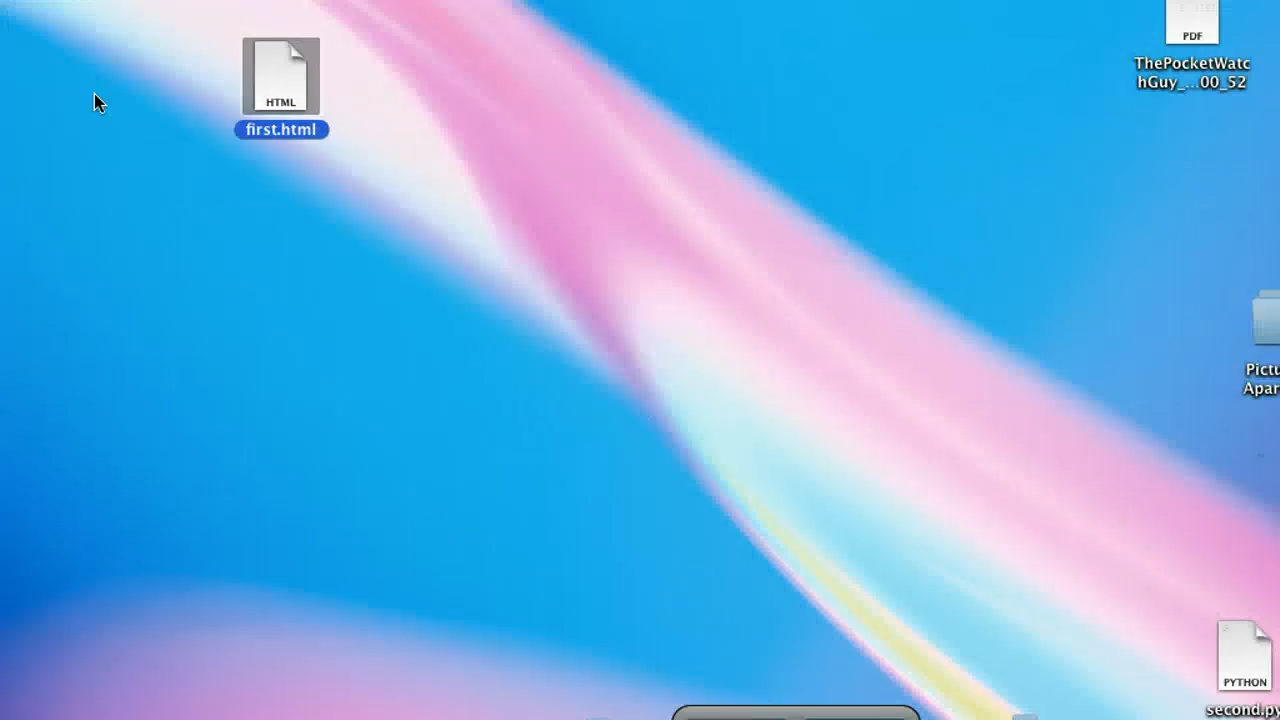 HTML
first.html
PDF
ThePocketWatc
hGuy_...00_52
Pictu
Apar
PYTHON
second.py